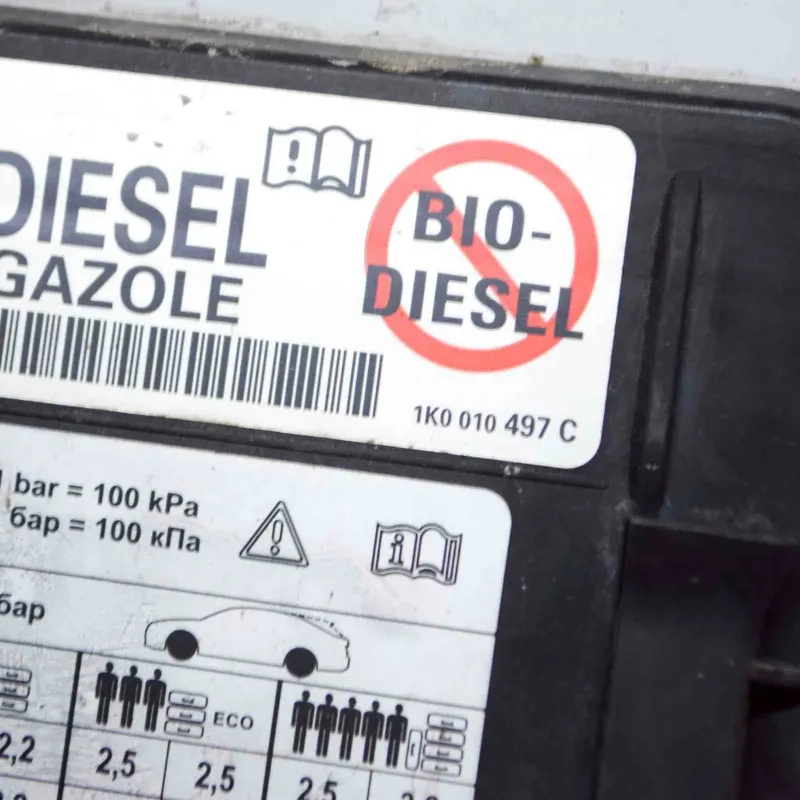 DIESEL
GAZOLE
BIO-
DIESEL
1K0 010 497 C
bar = 100 kPa
бар = 100 кПа
бар
ECO
2,2
2,5
2,5
2,5